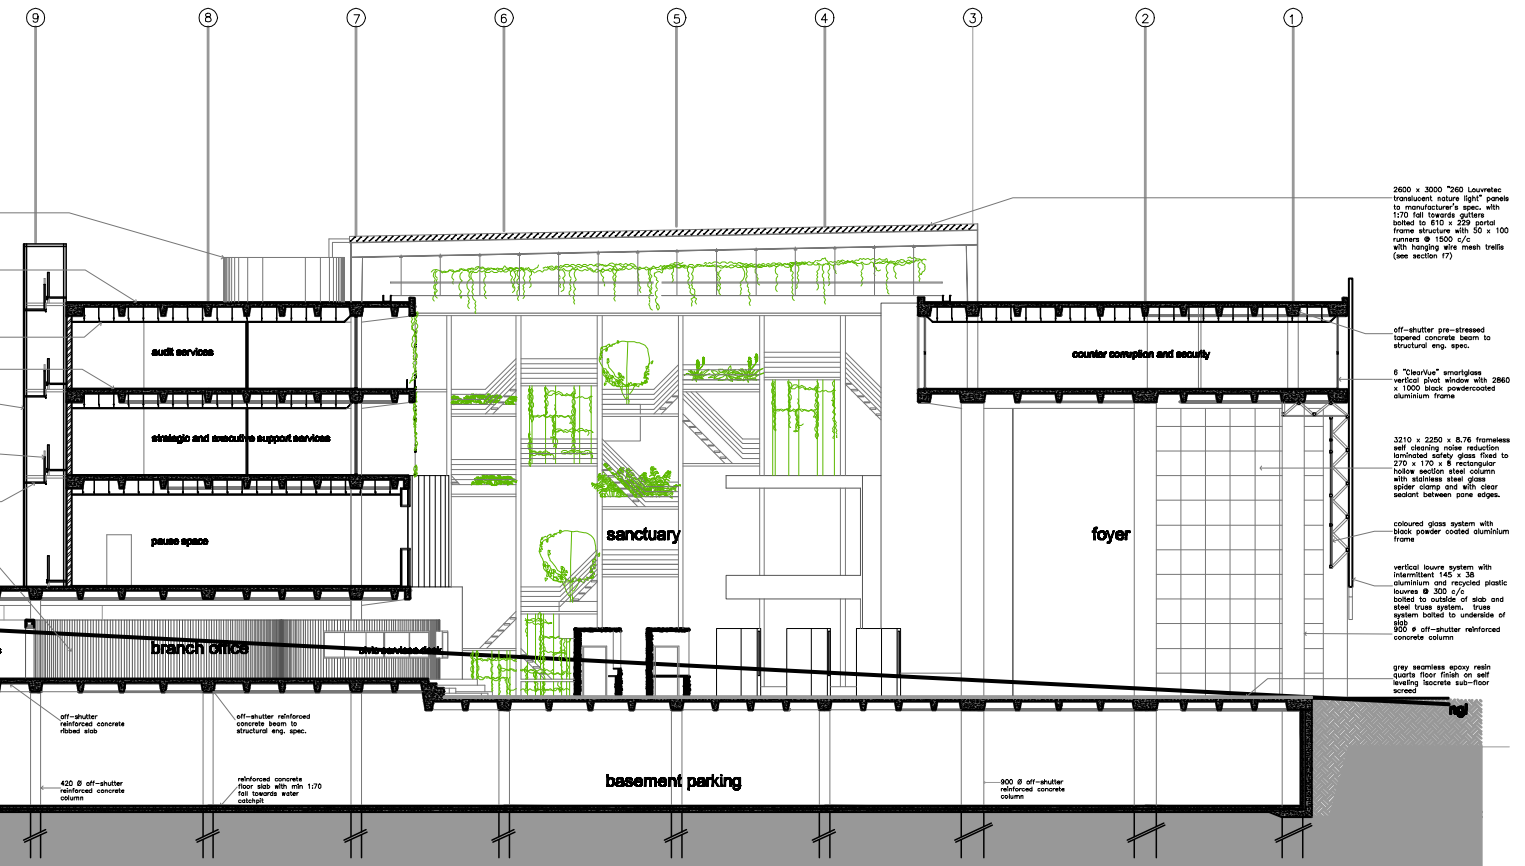 9 8 7 6 5 4 3 2 1
2600 x 3000 "260 Louvretec
translucent nature light" panels
to manufacturer's spec. with
1:70 fall towards gutters
bolted to 610 x 229 portal
frame structure with 50 x 100
runners @ 1500 c/c
with hanging wire mesh trellis
(see section f7)
off-shutter pre-stressed
tapered concrete beam to
structural eng. spec.
audit services
counter corruption and security
6 "ClearVue" smartglass
vertical pivot window with 2860
x 1000 black powdercoated
aluminium frame
strategic and executive support services
3210 x 2250 x 8.76 frameless
self cleaning noise reduction
laminated safety glass fixed to
270 x 170 x 8 rectangular
hollow section steel column
with stainless steel glass
spider clamp and with clear
sealant between pane edges.
pause space
sanctuary
foyer
coloured glass system with
black powder coated aluminium
frame
vertical louvre system with
intermittent 145 x 38
aluminium and recycled plastic
louvres @ 300 c/c
bolted to outside of slab and
steel truss system. truss
system bolted to underside of
slab
900 Ø off-shutter reinforced
concrete column
branch office
civic services desk
grey seamless epoxy resin
quarts floor finish on self
leveling isocrete sub-floor
screed
ngl
off-shutter
reinforced concrete
ribbed slab
off-shutter reinforced
concrete beam to
structural eng. spec.
420 Ø off-shutter
reinforced concrete
column
reinforced concrete
floor slab with min 1:70
fall towards water
catchpit
basement parking
900 Ø off-shutter
reinforced concrete
column